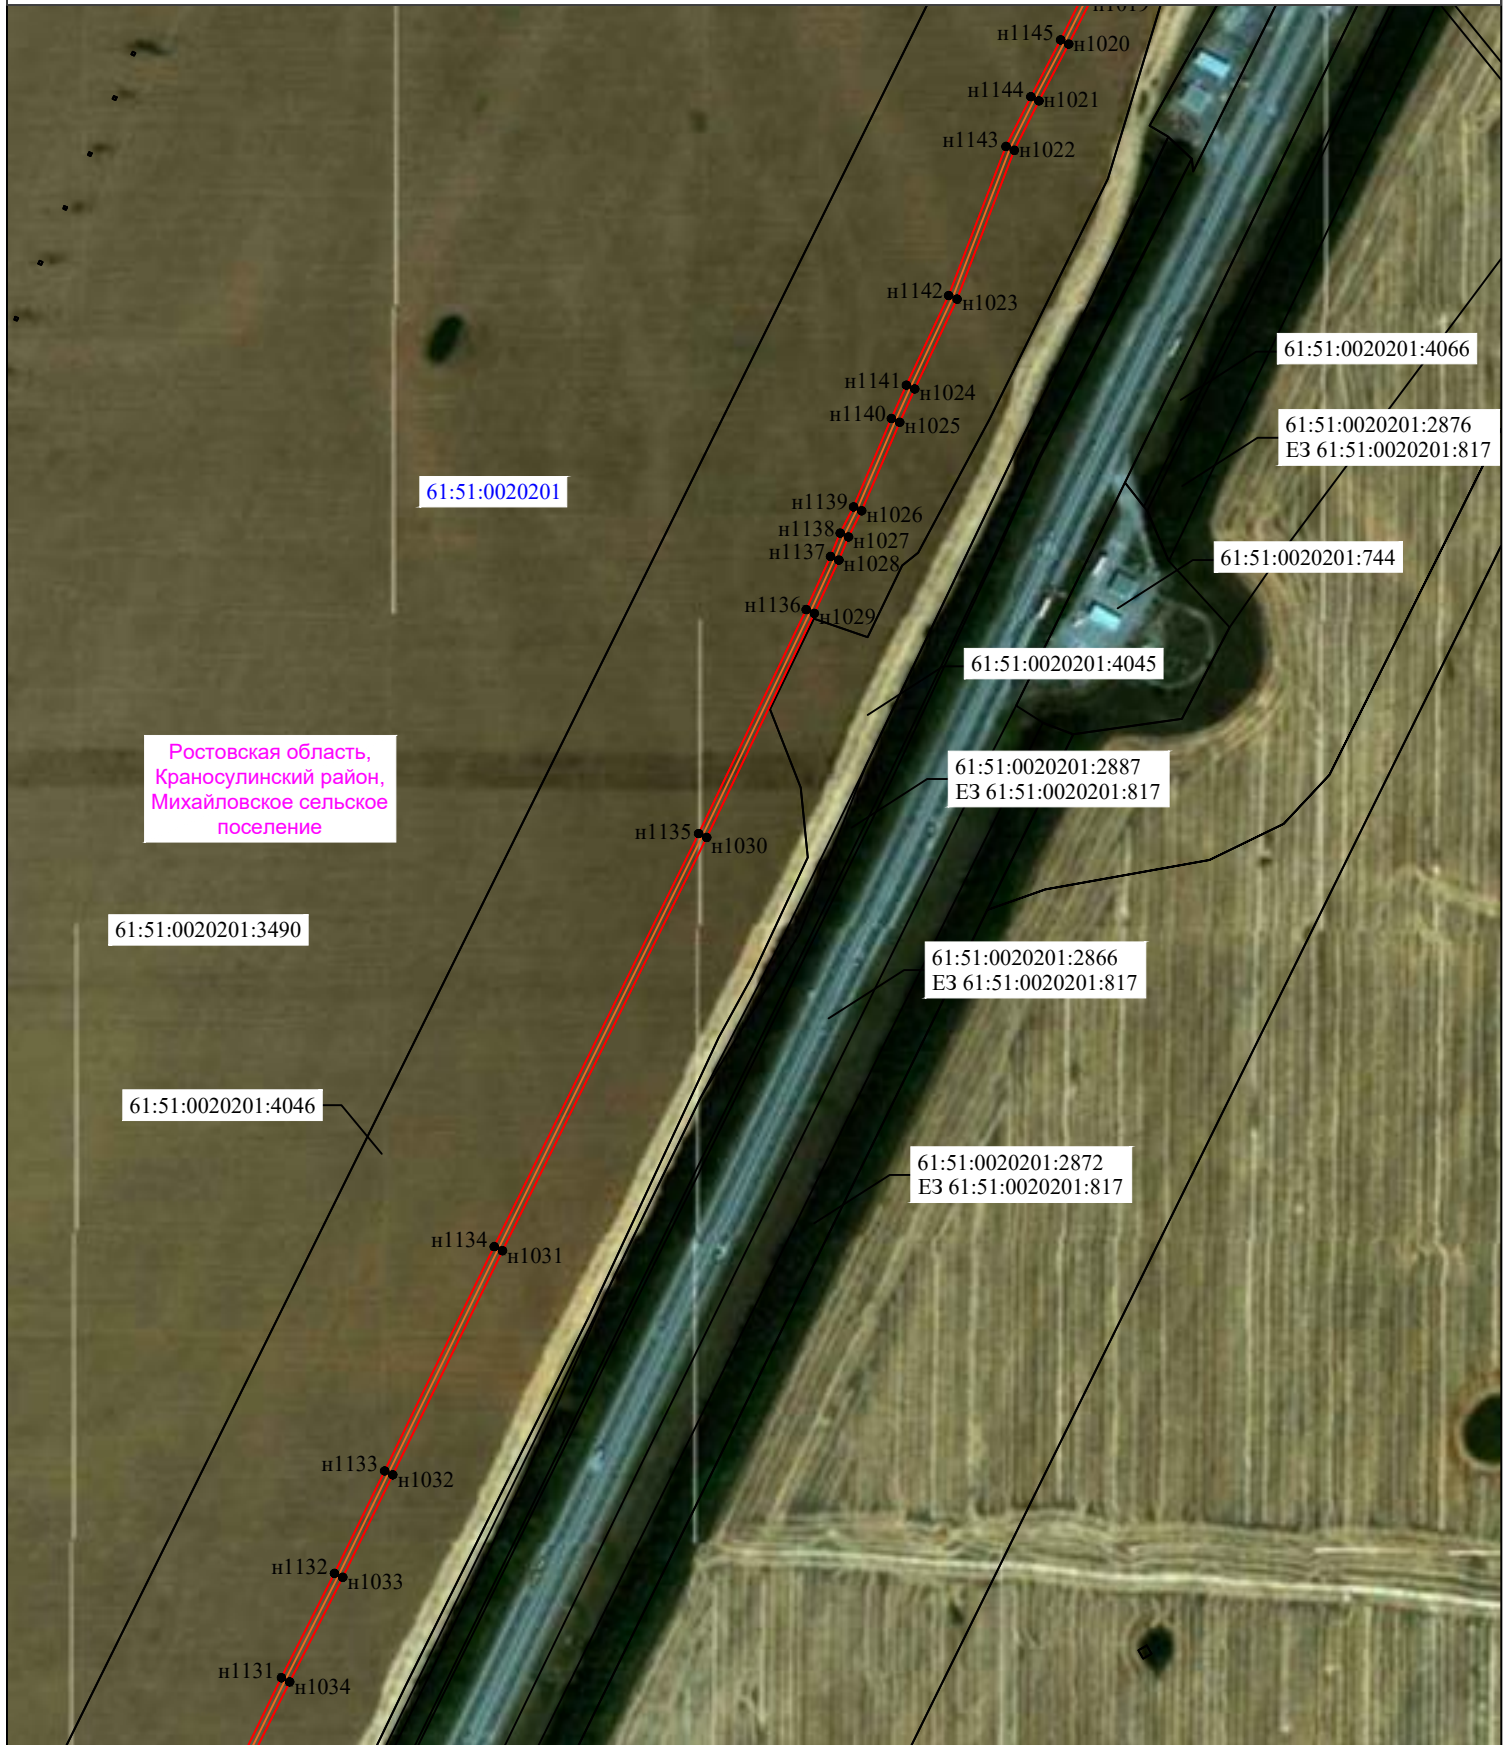 н1019
н1145
н1020
н1144
н1021
н1143
н1022
н1142
н1023
61:51:0020201:4066
н1141
н1024
н1140
н1025
61:51:0020201:2876
ЕЗ 61:51:0020201:817
61:51:0020201
н1139
н1026
н1138
н1027
н1137
н1028
61:51:0020201:744
н1136
н1029
61:51:0020201:4045
Ростовская область,
Краносулинский район,
Михайловское сельское
поселение
61:51:0020201:2887
ЕЗ 61:51:0020201:817
н1135
н1030
61:51:0020201:3490
61:51:0020201:2866
ЕЗ 61:51:0020201:817
61:51:0020201:4046
61:51:0020201:2872
ЕЗ 61:51:0020201:817
н1134
н1031
н1133
н1032
н1132
н1033
н1131
н1034